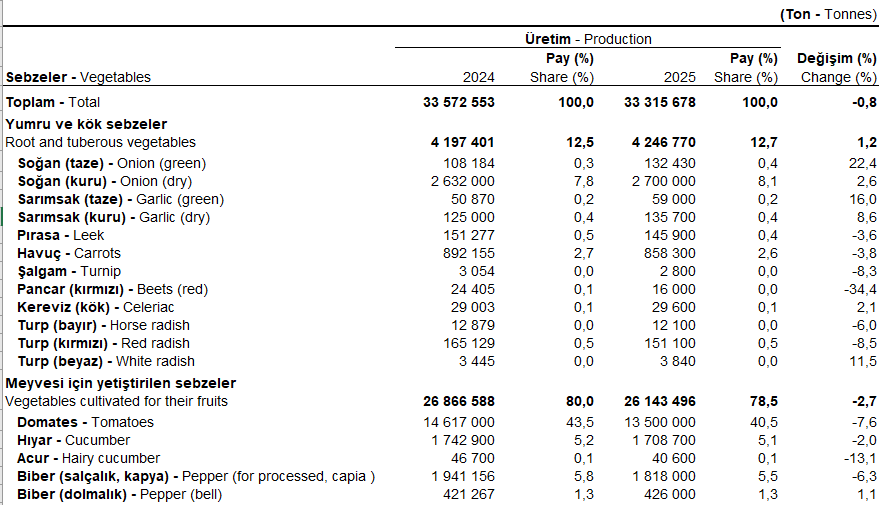 (Ton - Tonnes)
Üretim - Production
Pay (%) Pay (%) Değişim (%)
Sebzeler - Vegetables 2024 Share (%) 2025 Share (%) Change (%)
Toplam - Total 33 572 553 100,0 33 315 678 100,0 -0,8
Yumru ve kök sebzeler
Root and tuberous vegetables 4 197 401 12,5 4 246 770 12,7 1,2
Soğan (taze) - Onion (green) 108 184 0,3 132 430 0,4 22,4
Soğan (kuru) - Onion (dry) 2 632 000 7,8 2 700 000 8,1 2,6
Sarımsak (taze) - Garlic (green) 50 870 0,2 59 000 0,2 16,0
Sarımsak (kuru) - Garlic (dry) 125 000 0,4 135 700 0,4 8,6
Pırasa - Leek 151 277 0,5 145 900 0,4 -3,6
Havuç - Carrots 892 155 2,7 858 300 2,6 -3,8
Şalgam - Turnip 3 054 0,0 2 800 0,0 -8,3
Pancar (kırmızı) - Beets (red) 24 405 0,1 16 000 0,0 -34,4
Kereviz (kök) - Celeriac 29 003 0,1 29 600 0,1 2,1
Turp (bayır) - Horse radish 12 879 0,0 12 100 0,0 -6,0
Turp (kırmızı) - Red radish 165 129 0,5 151 100 0,5 -8,5
Turp (beyaz) - White radish 3 445 0,0 3 840 0,0 11,5
Meyvesi için yetiştirilen sebzeler
Vegetables cultivated for their fruits 26 866 588 80,0 26 143 496 78,5 -2,7
Domates - Tomatoes 14 617 000 43,5 13 500 000 40,5 -7,6
Hıyar - Cucumber 1 742 900 5,2 1 708 700 5,1 -2,0
Acur - Hairy cucumber 46 700 0,1 40 600 0,1 -13,1
Biber (salçalık, kapya) - Pepper (for processed, capia ) 1 941 156 5,8 1 818 000 5,5 -6,3
Biber (dolmalık) - Pepper (bell) 421 267 1,3 426 000 1,3 1,1